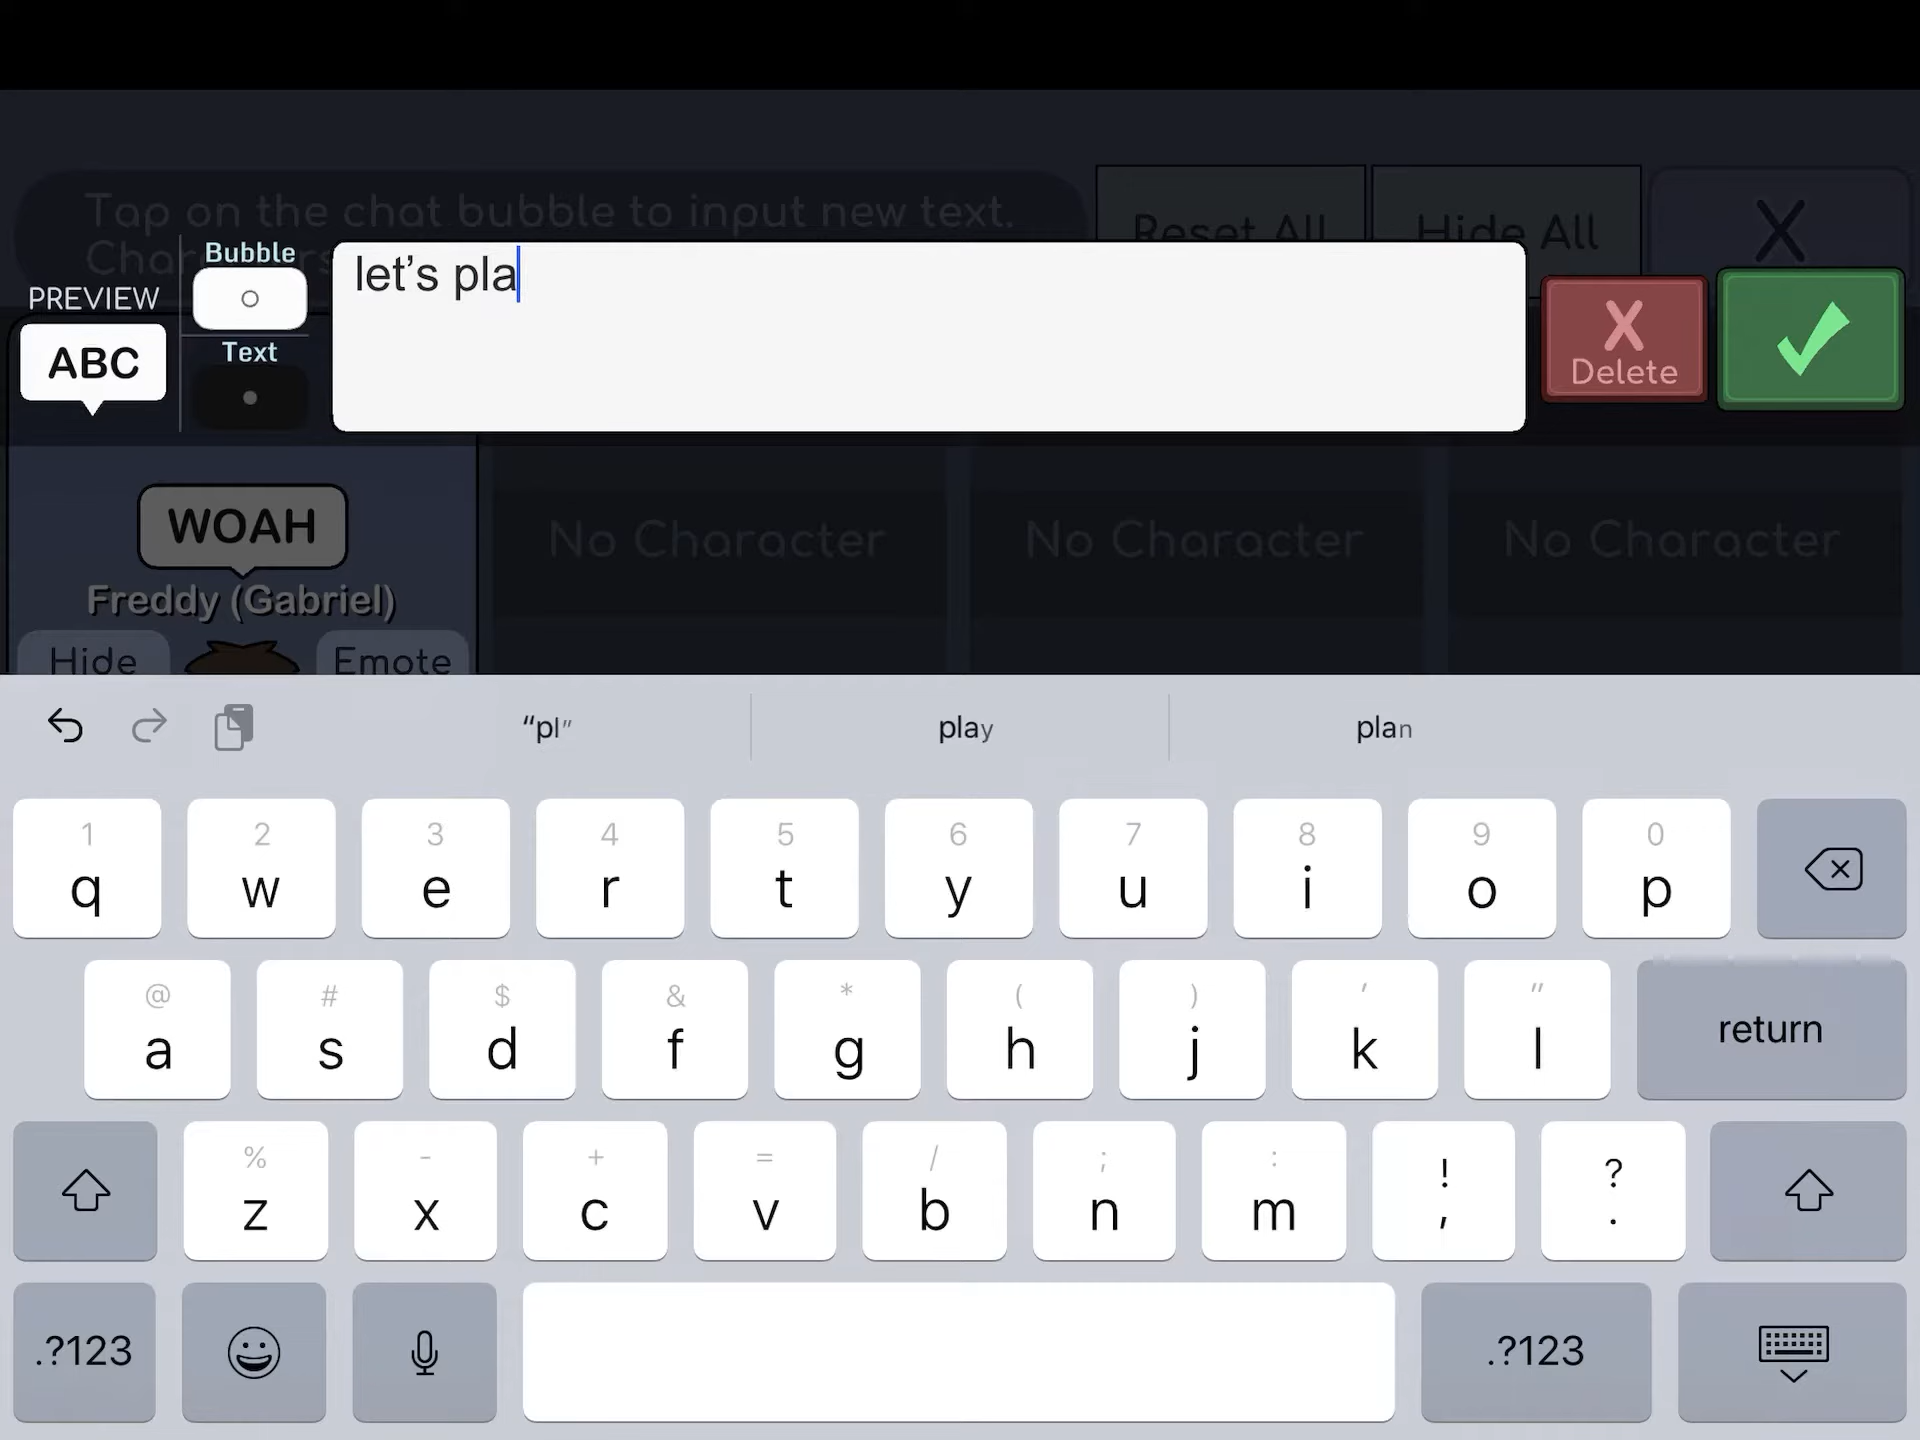 Tap on the chat bubble to input new text.
Reset All
Hide All
X
Bubble
PREVIEW
ABC
Text
let’s pla
X
Delete
WOAH
Freddy (Gabriel)
Hide
Emote
No Character
No Character
No Character
“pl”
play
plan
1 2 3 4 5 6 7 8 9 0
q w e r t y u i o p
@ # $ & * ( ) ' "
a s d f g h j k l
return
% - + = / ; : ! ?
z x c v b n m , .
.?123
.?123